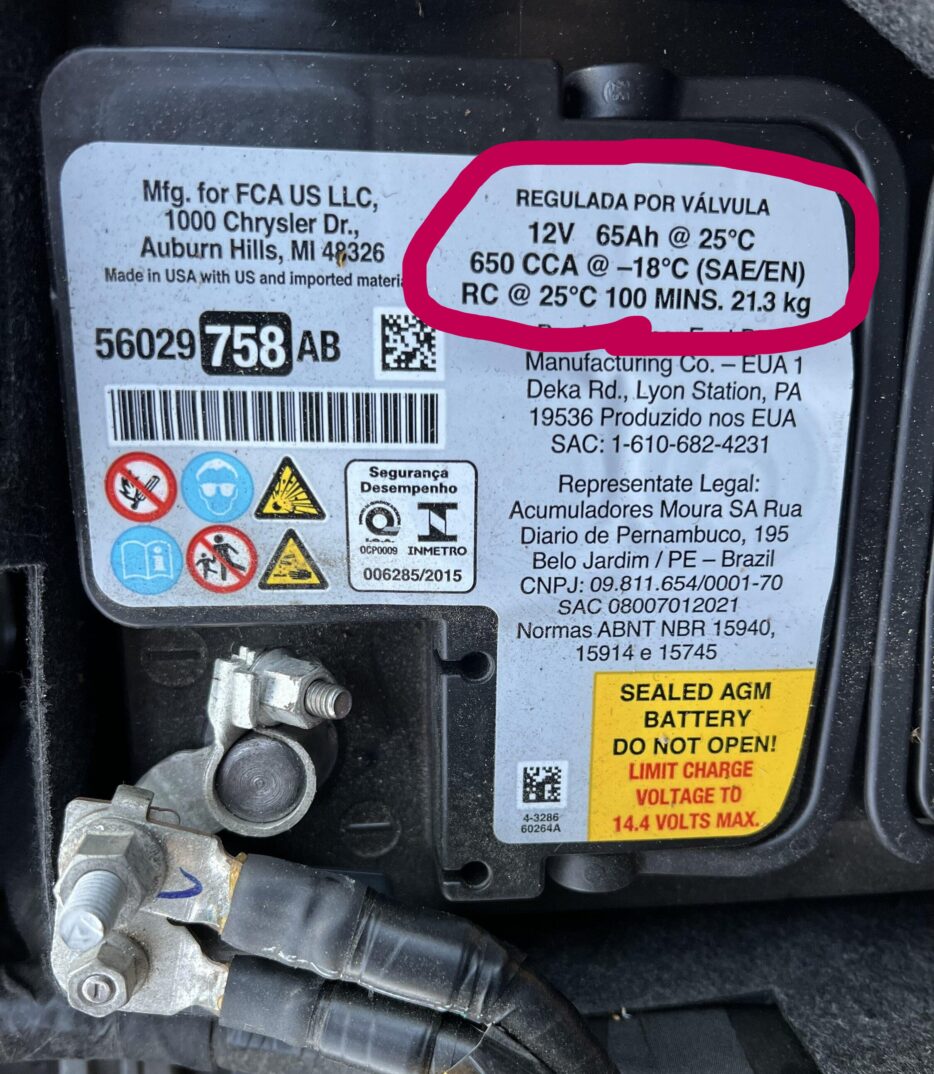 Mfg. for FCA US LLC,
1000 Chrysler Dr.,
Auburn Hills, MI 48326
Made in USA with US and imported
56029 758 AB
Segurança
Desempenho
OCP0009 INMETRO
006285/2015
REGULADA POR VÁLVULA
12V 65Ah @ 25°C
650 CCA @ –18°C (SAE/EN)
RC @ 25°C 100 MINS. 21.3 kg
Manufacturing Co. – EUA 1
Deka Rd., Lyon Station, PA
19536 Produzido nos EUA
SAC: 1-610-682-4231
Representate Legal:
Acumuladores Moura SA Rua
Diario de Pernambuco, 195
Belo Jardim / PE – Brazil
CNPJ: 09.811.654/0001-70
SAC 08007012021
Normas ABNT NBR 15940,
15914 e 15745
SEALED AGM
BATTERY
DO NOT OPEN!
LIMIT CHARGE
VOLTAGE TO
14.4 VOLTS MAX.
4-3286
60264A